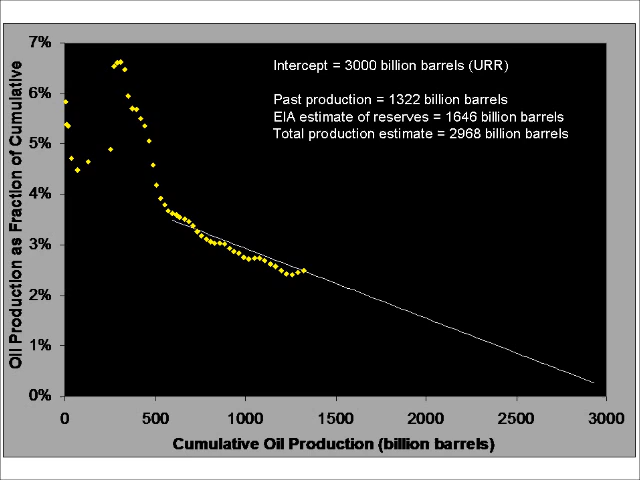 7%
6%
5%
4%
3%
2%
1%
0%
Oil Production as Fraction of Cumulative
Intercept = 3000 billion barrels (URR)
Past production = 1322 billion barrels
EIA estimate of reserves = 1646 billion barrels
Total production estimate = 2968 billion barrels
0 500 1000 1500 2000 2500 3000
Cumulative Oil Production (billion barrels)